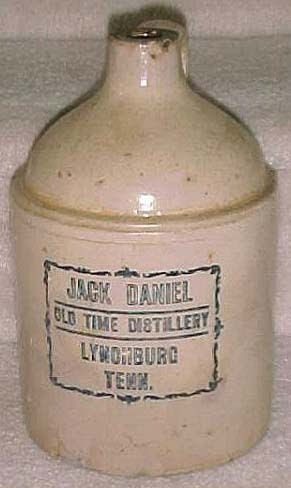 JACK DANIEL
OLD TIME DISTILLERY
LYNCHBURG
TENN.